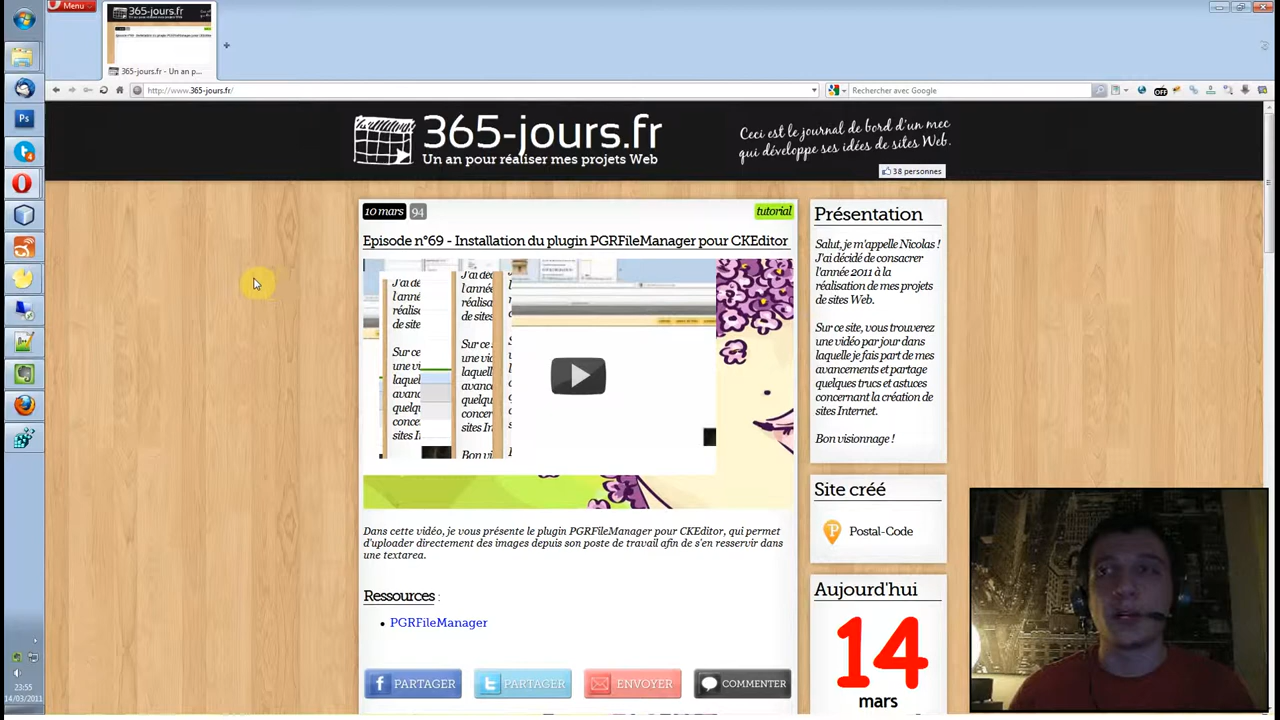 Menu
365-jours.fr
365-jours.fr - Un an p...
http://www.365-jours.fr/
Rechercher avec Google
OFF
365-jours.fr
Un an pour réaliser mes projets Web
Ceci est le journal de bord d'un mec
qui développe ses idées de sites Web.
38 personnes
10 mars 94 tutorial
Episode n°69 - Installation du plugin PGRFileManager pour CKEditor
Dans cette vidéo, je vous présente le plugin PGRFileManager pour CKEditor, qui permet
d'uploader directement des images depuis son poste de travail afin de s'en resservir dans
une textarea.
Ressources :
PGRFileManager
PARTAGER
PARTAGER
ENVOYER
COMMENTER
Présentation
Salut, je m'appelle Nicolas !
J'ai décidé de consacrer
l'année 2011 à la
réalisation de mes projets
de sites Web.
Sur ce site, vous trouverez
une vidéo par jour dans
laquelle je fais part de mes
avancements et partage
quelques trucs et astuces
concernant la création de
sites Internet.
Bon visionnage !
Site créé
Postal-Code
Aujourd'hui
14
mars
23:55
14/03/2011